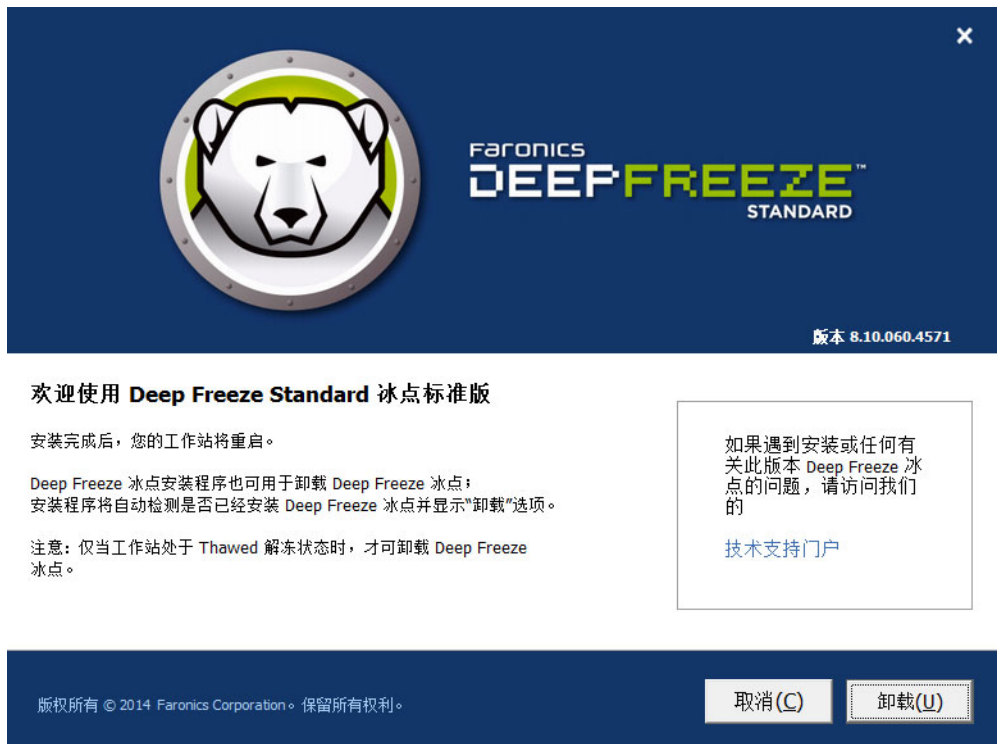 Faronics
DEEPFREEZE™
STANDARD
版本 8.10.060.4571
欢迎使用 Deep Freeze Standard 冰点标准版
安装完成后，您的工作站将重启。
Deep Freeze 冰点安装程序也可用于卸载 Deep Freeze 冰点；
安装程序将自动检测是否已经安装 Deep Freeze 冰点并显示“卸载”选项。
注意：仅当工作站处于 Thawed 解冻状态时，才可卸载 Deep Freeze
冰点。
如果遇到安装或任何有
关此版本 Deep Freeze 冰
点的问题，请访问我们
的
技术支持门户
版权所有 © 2014 Faronics Corporation。保留所有权利。
取消(C)
卸载(U)